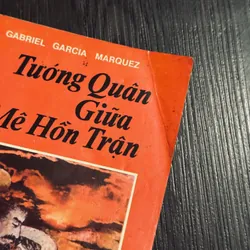 GABRIEL GARCIA MARQUEZ
Tướng Quân
Giữa
Mê Hồn Trận